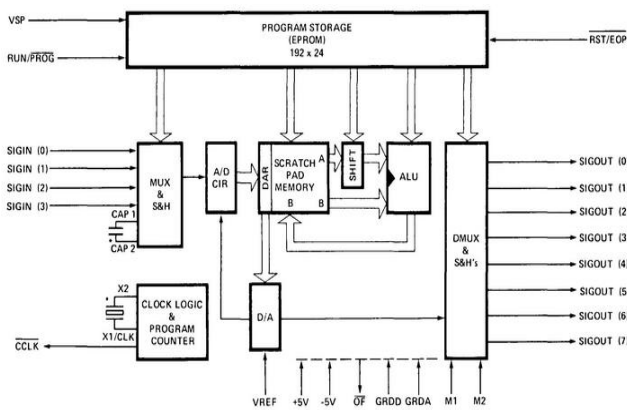 VSP
RUN/PROG
PROGRAM STORAGE
(EPROM)
192 x 24
RST/EOP
SIGIN (0)
SIGIN (1)
SIGIN (2)
SIGIN (3)
CAP 1
CAP 2
MUX
&
S&H
A/D
CIR
DAR
SCRATCH
PAD
MEMORY
A
B
B
SHIFT
ALU
DMUX
&
S&H's
SIGOUT (0
SIGOUT (1
SIGOUT (2
SIGOUT (3
SIGOUT (4)
SIGOUT (5
SIGOUT (6)
SIGOUT (7)
X2
X1/CLK
CLOCK LOGIC
&
PROGRAM
COUNTER
CCLK
D/A
VREF
+5V
-5V
OF
GRDD
GRDA
M1
M2